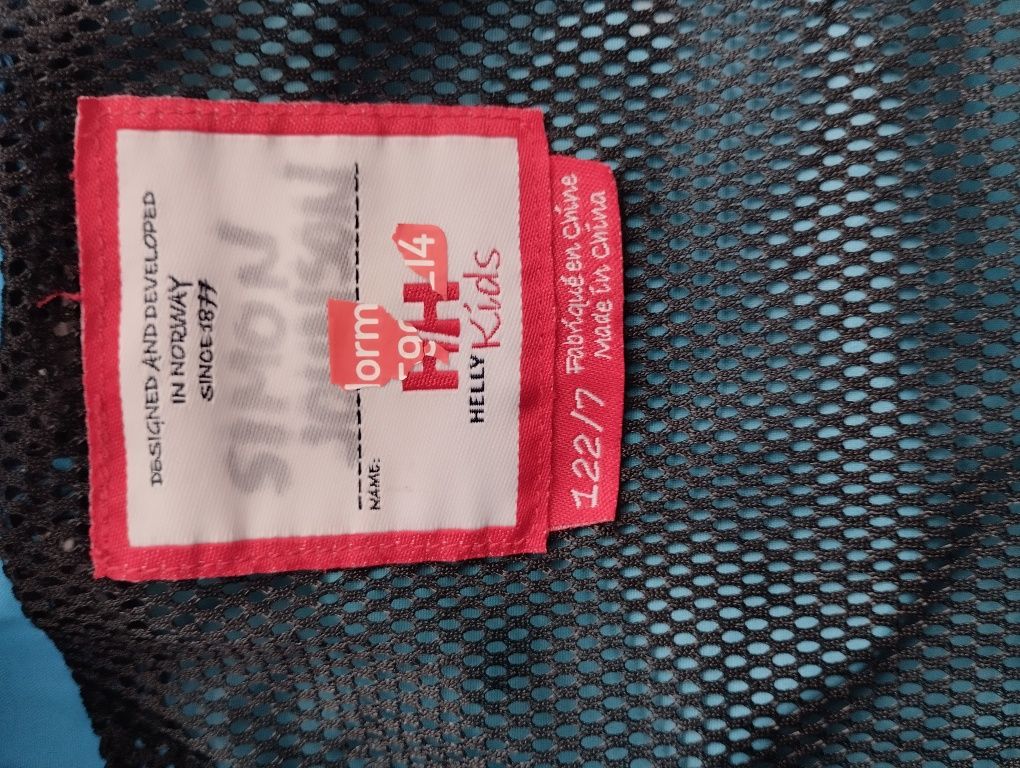 DESIGNED AND DEVELOPED
IN NORWAY
SINCE 1877
SIMON
NAME:
HH
HELLY
Kids
122/7
Fabriqué en Chine
Made in China